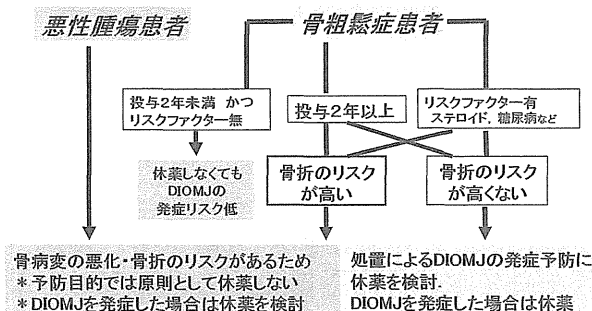 悪性腫瘍患者
骨粗鬆症患者
投与2年未満 かつ
リスクファクター無
投与2年以上
リスクファクター有
ステロイド，糖尿病など
休薬しなくても
DIOMJの
発症リスク低
骨折のリスク
が高い
骨折のリスク
が高くない
骨病変の悪化・骨折のリスクがあるため
＊予防目的では原則として休薬しない
＊DIOMJを発症した場合は休薬を検討
処置によるDIOMJの発症予防に
休薬を検討．
DIOMJを発症した場合は休薬